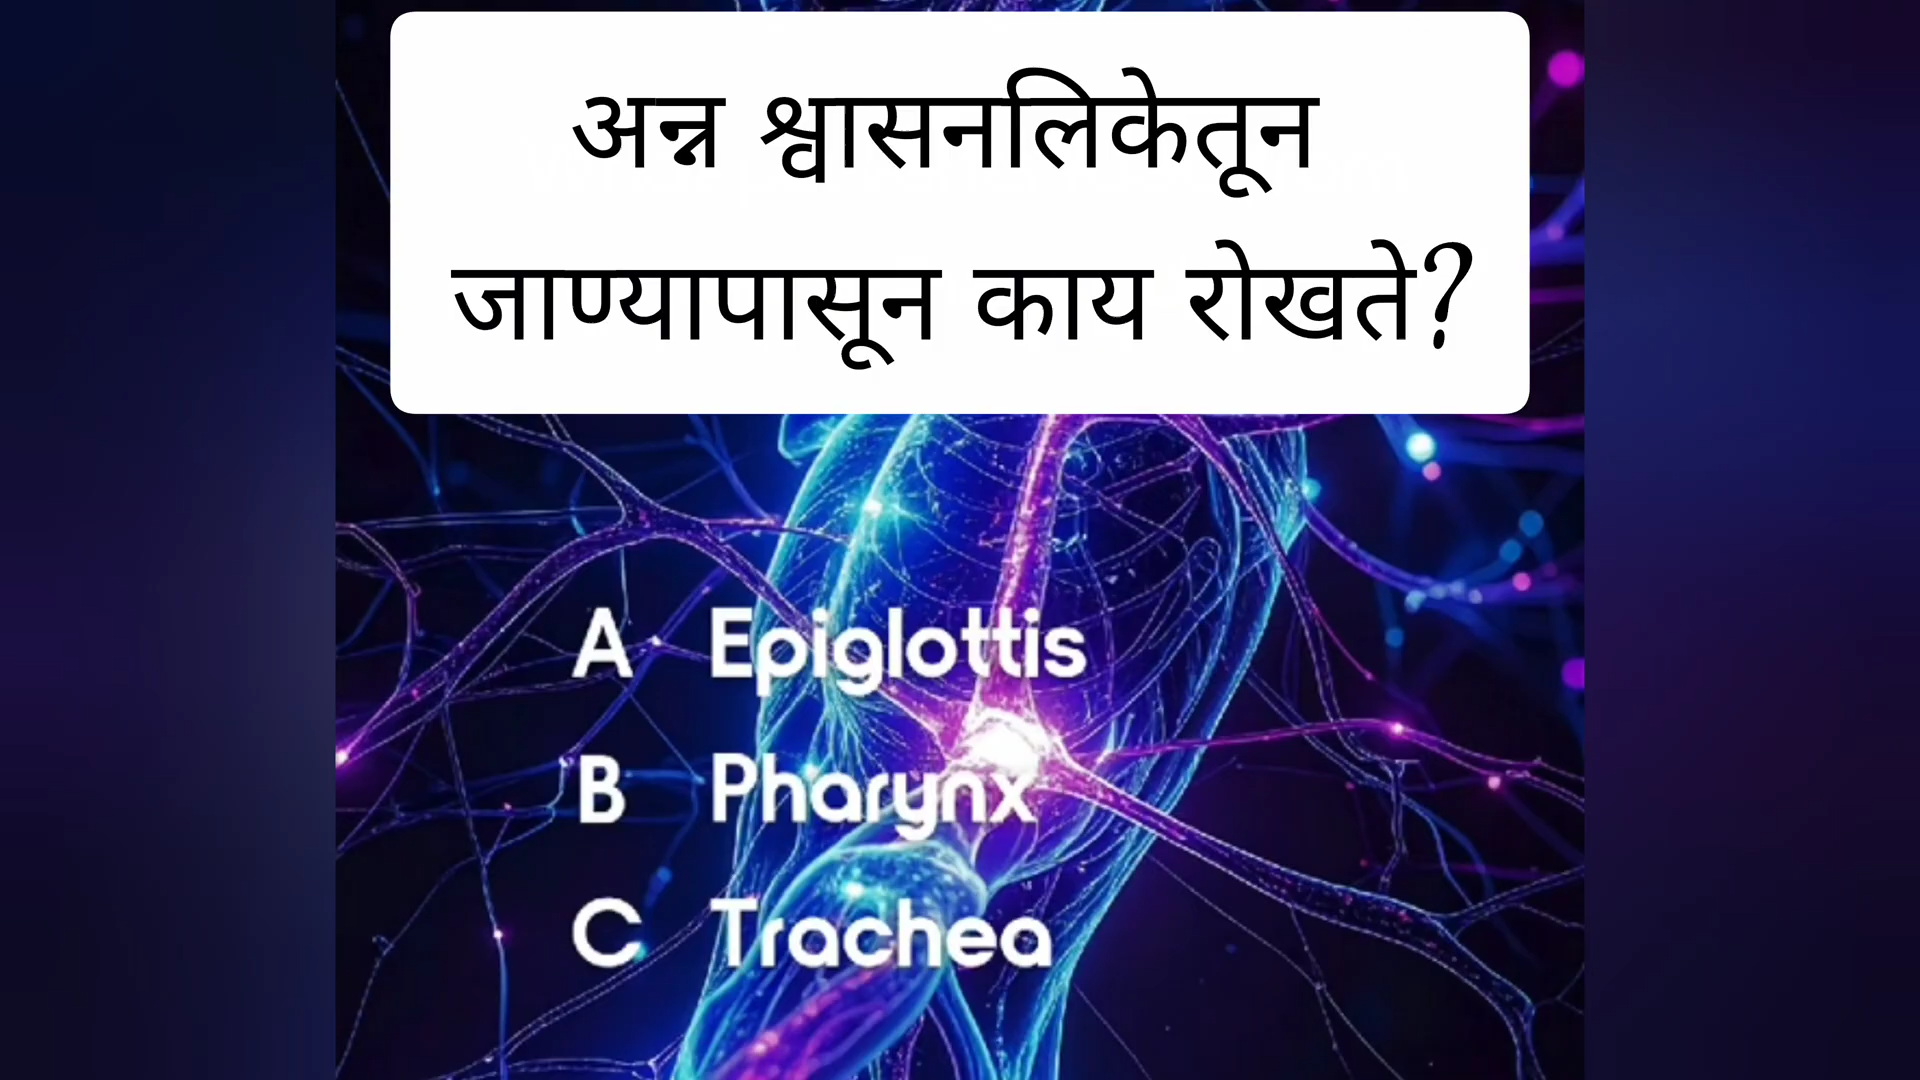 अन्न श्वासनलिकेतून
जाण्यापासून काय रोखते?
A Epiglottis
B Pharynx
C Trachea